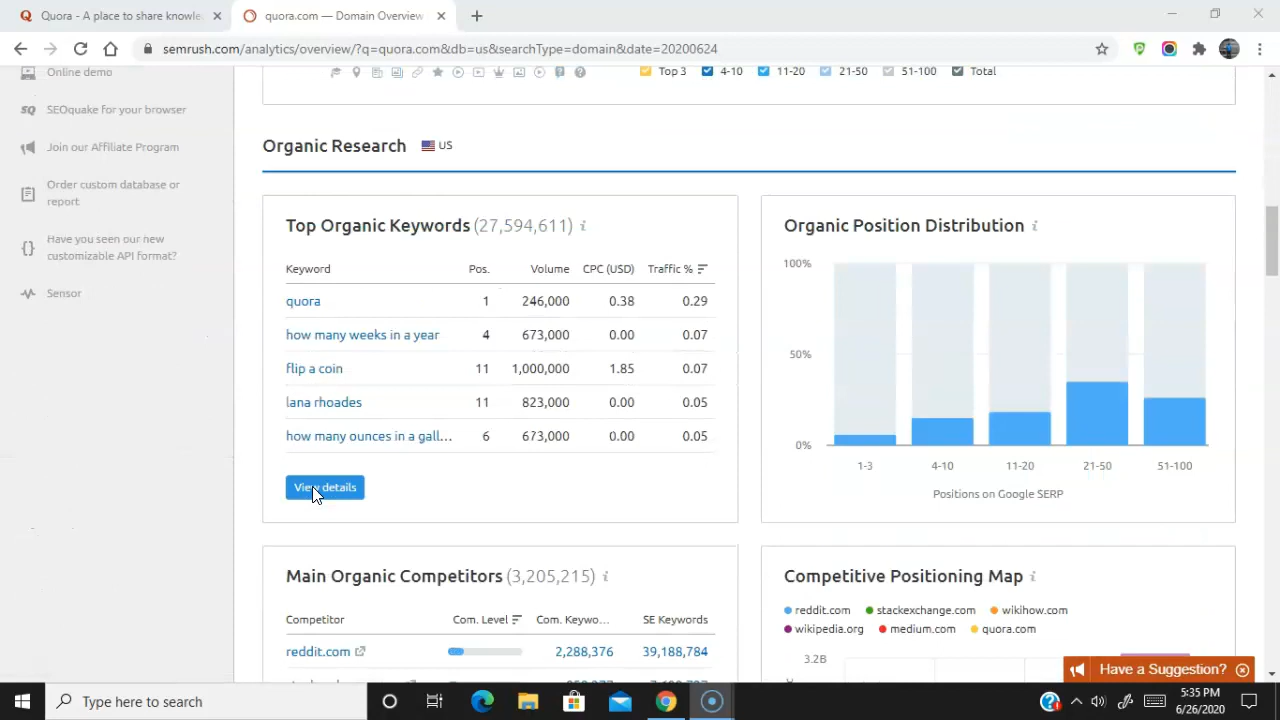 Quora - A place to share knowle
quora.com — Domain Overview
semrush.com/analytics/overview/?q=quora.com&db=us&searchType=domain&date=20200624
Online demo
SEOquake for your browser
Join our Affiliate Program
Order custom database or
report
Have you seen our new
customizable API format?
Sensor
Top 3 4-10 11-20 21-50 51-100 Total
Organic Research US
Top Organic Keywords (27,594,611)
Keyword Pos. Volume CPC (USD) Traffic %
quora 1 246,000 0.38 0.29
how many weeks in a year 4 673,000 0.00 0.07
flip a coin 11 1,000,000 1.85 0.07
lana rhoades 11 823,000 0.00 0.05
how many ounces in a gall... 6 673,000 0.00 0.05
View details
Organic Position Distribution
100%
50%
0%
1-3 4-10 11-20 21-50 51-100
Positions on Google SERP
Main Organic Competitors (3,205,215)
Competitor Com. Level Com. Keywo... SE Keywords
reddit.com 2,288,376 39,188,784
Competitive Positioning Map
reddit.com stackexchange.com wikihow.com
wikipedia.org medium.com quora.com
3.2B
Have a Suggestion?
Type here to search
5:35 PM
6/26/2020